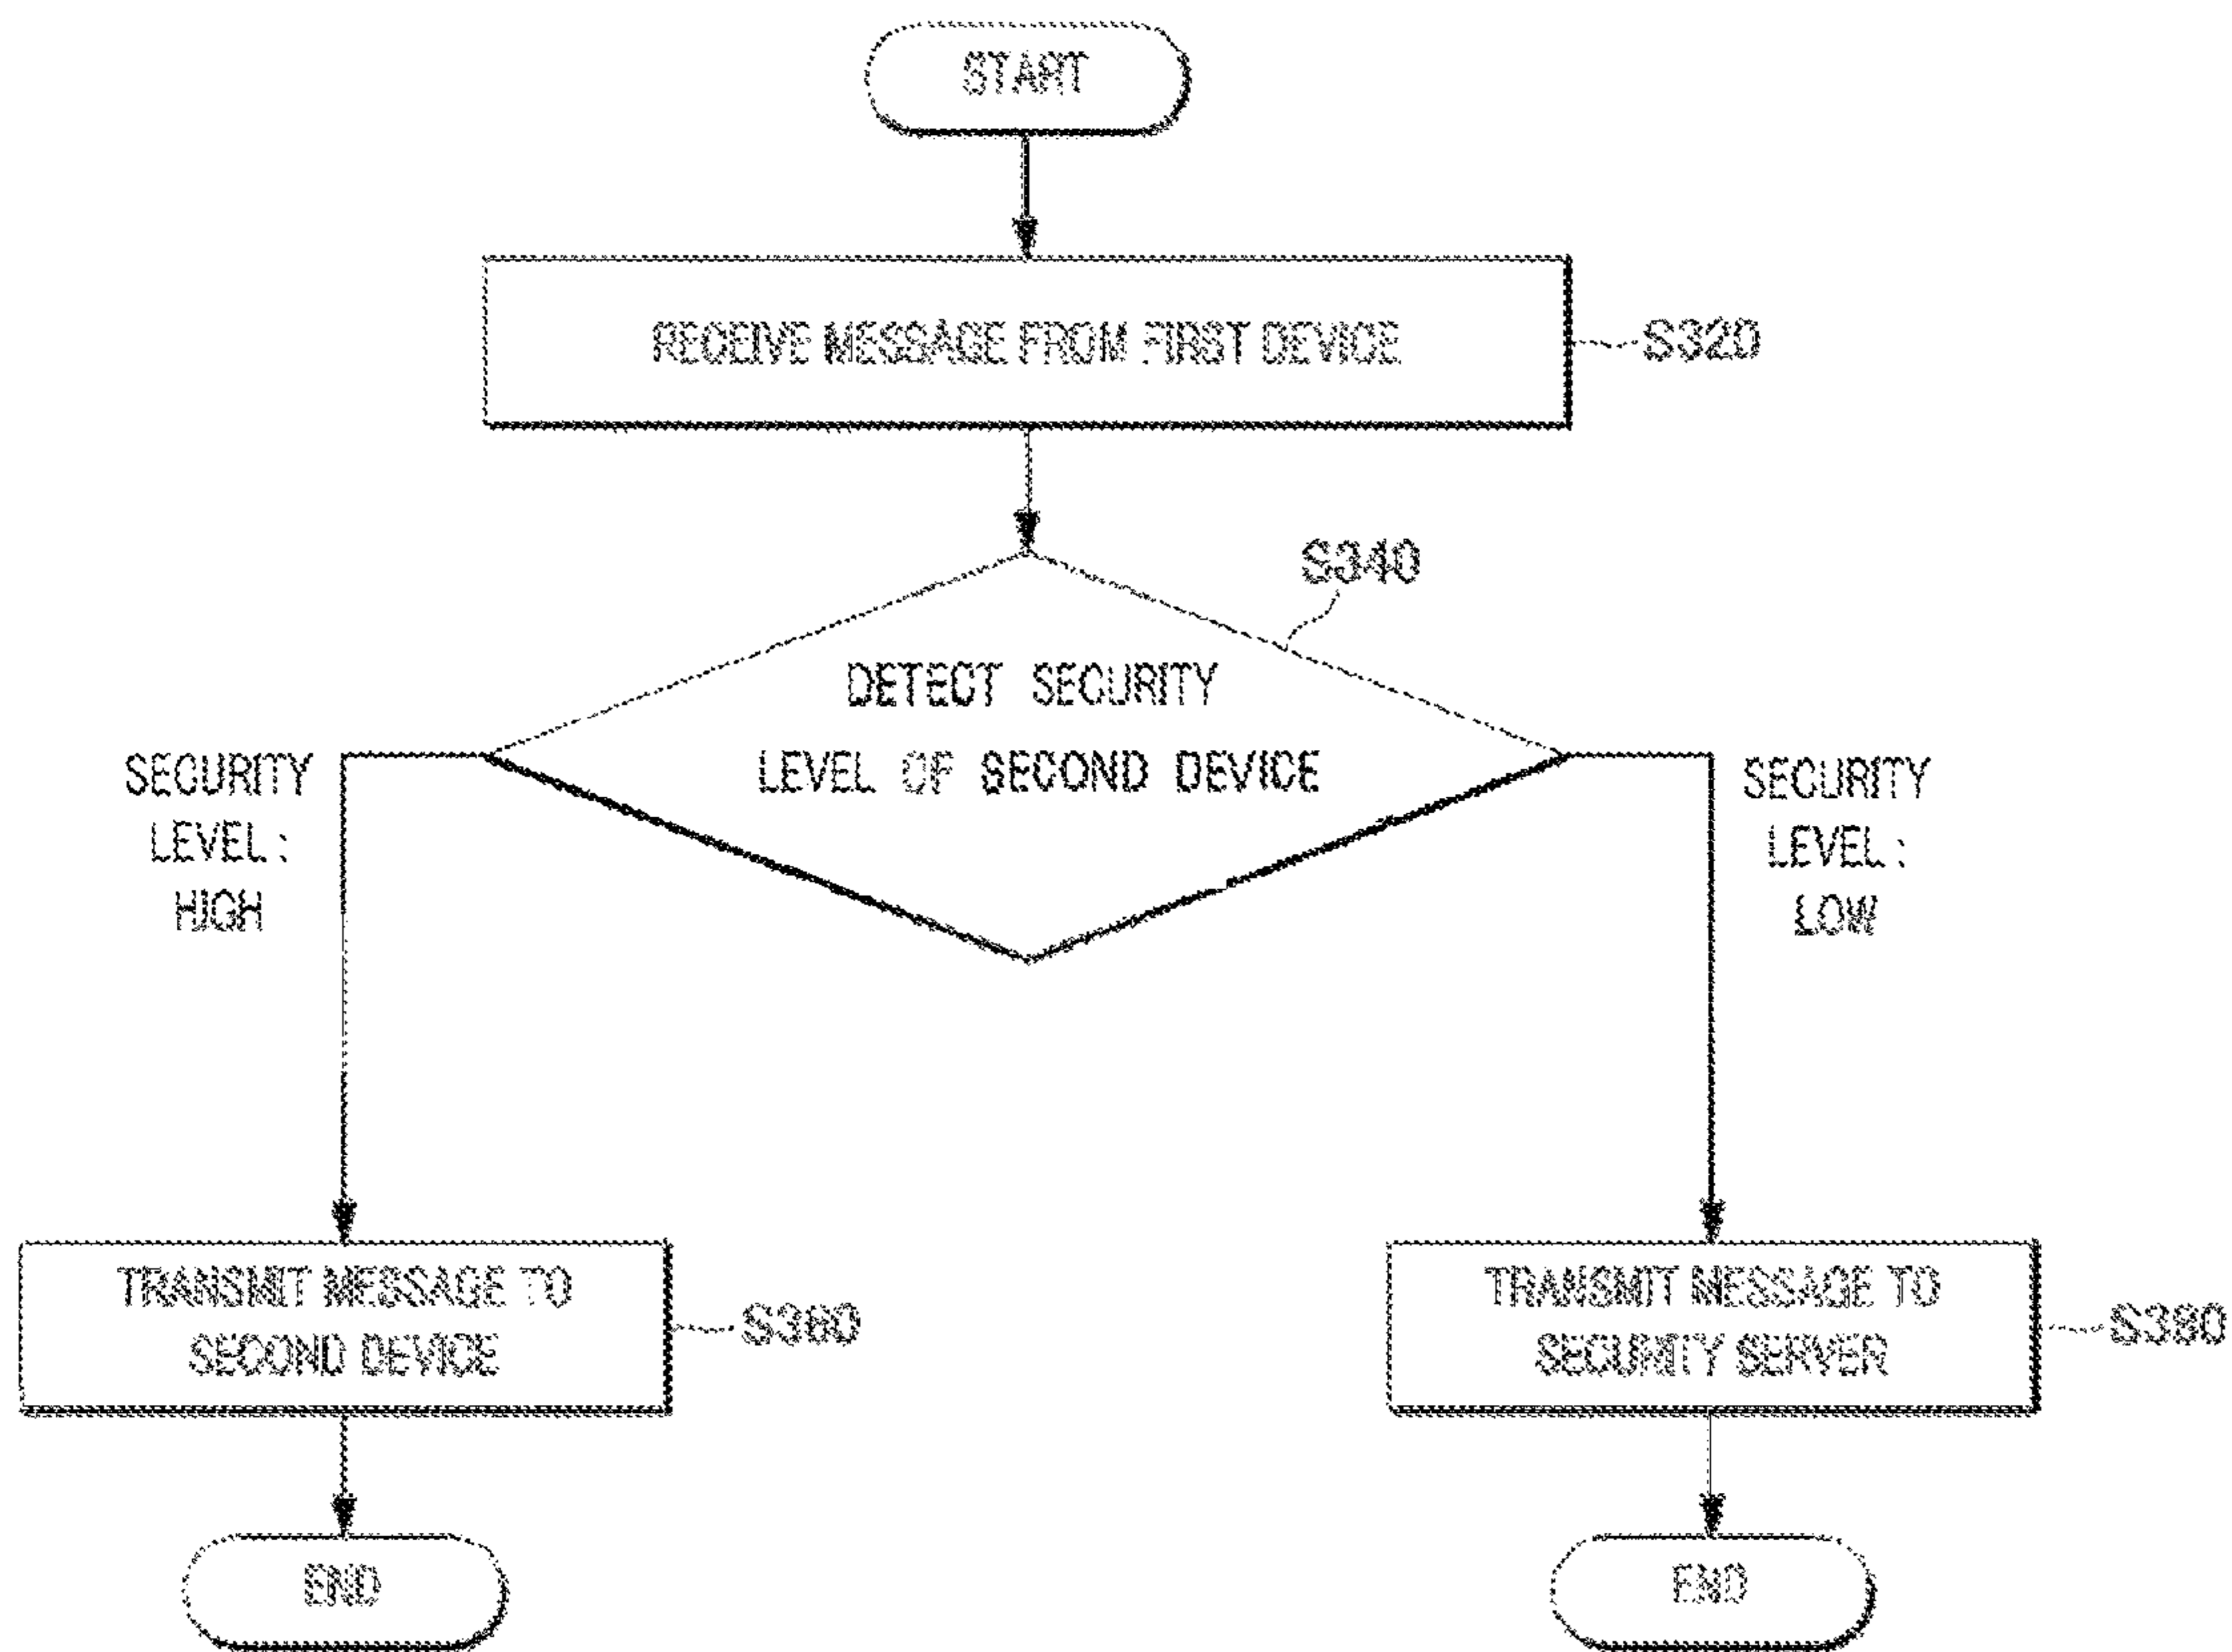 START
RECEIVE MESSAGE FROM FIRST DEVICE
S320
S340
DETECT SECURITY
LEVEL OF SECOND DEVICE
SECURITY
LEVEL:
HIGH
SECURITY
LEVEL:
LOW
TRANSMIT MESSAGE TO
SECOND DEVICE
S360
TRANSMIT MESSAGE TO
SECURITY SERVER
S380
END
END